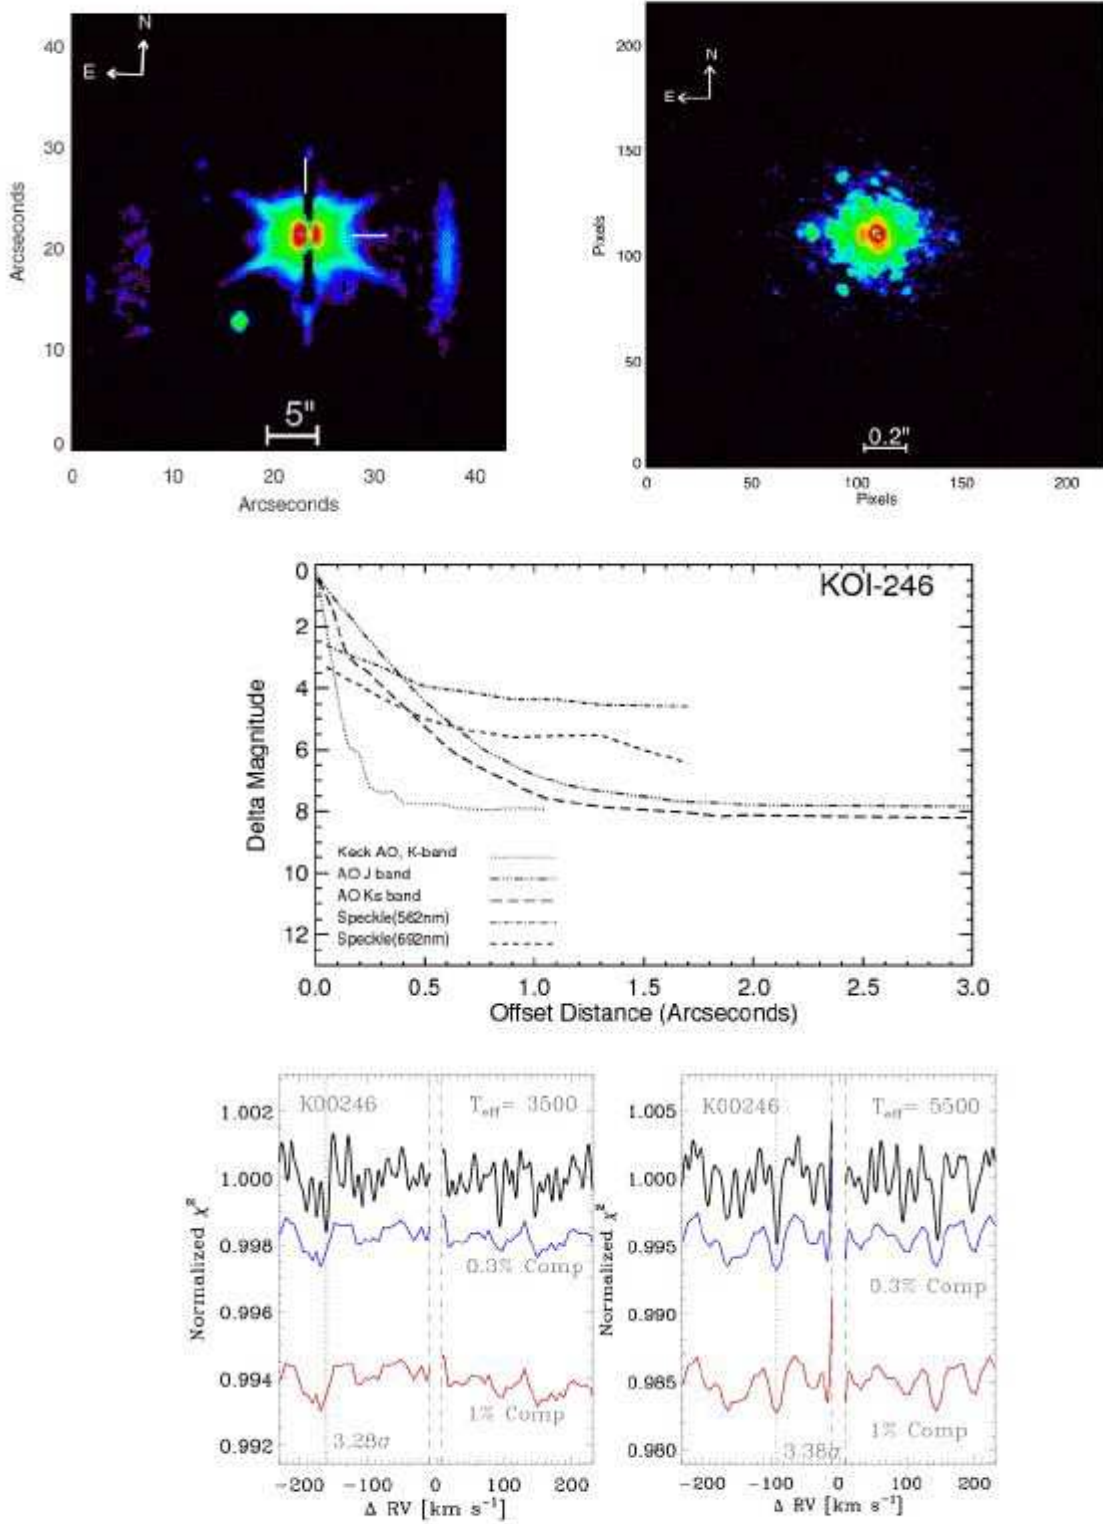 N
E
40
30
20
10
0
Arcseconds
5"
0 10 20 30 40
Arcseconds
N
E
200
150
100
50
0
Pixels
0.2"
0 50 100 150 200
Pixels
KOI-246
0
2
4
6
8
10
12
Delta Magnitude
Keck AO, K-band
AO J band
AO Ks band
Speckle(562nm)
Speckle(692nm)
0.0 0.5 1.0 1.5 2.0 2.5 3.0
Offset Distance (Arcseconds)
K00246 Teff= 3500
1.002
1.000
0.998
0.996
0.994
0.992
Normalized χ²
0.3% Comp
1% Comp
3.28σ
−200 −100 0 100 200
Δ RV [km s⁻¹]
K00246 Teff= 5500
1.005
1.000
0.995
0.990
0.985
0.980
Normalized χ²
0.3% Comp
1% Comp
3.38σ
−200 −100 0 100 200
Δ RV [km s⁻¹]